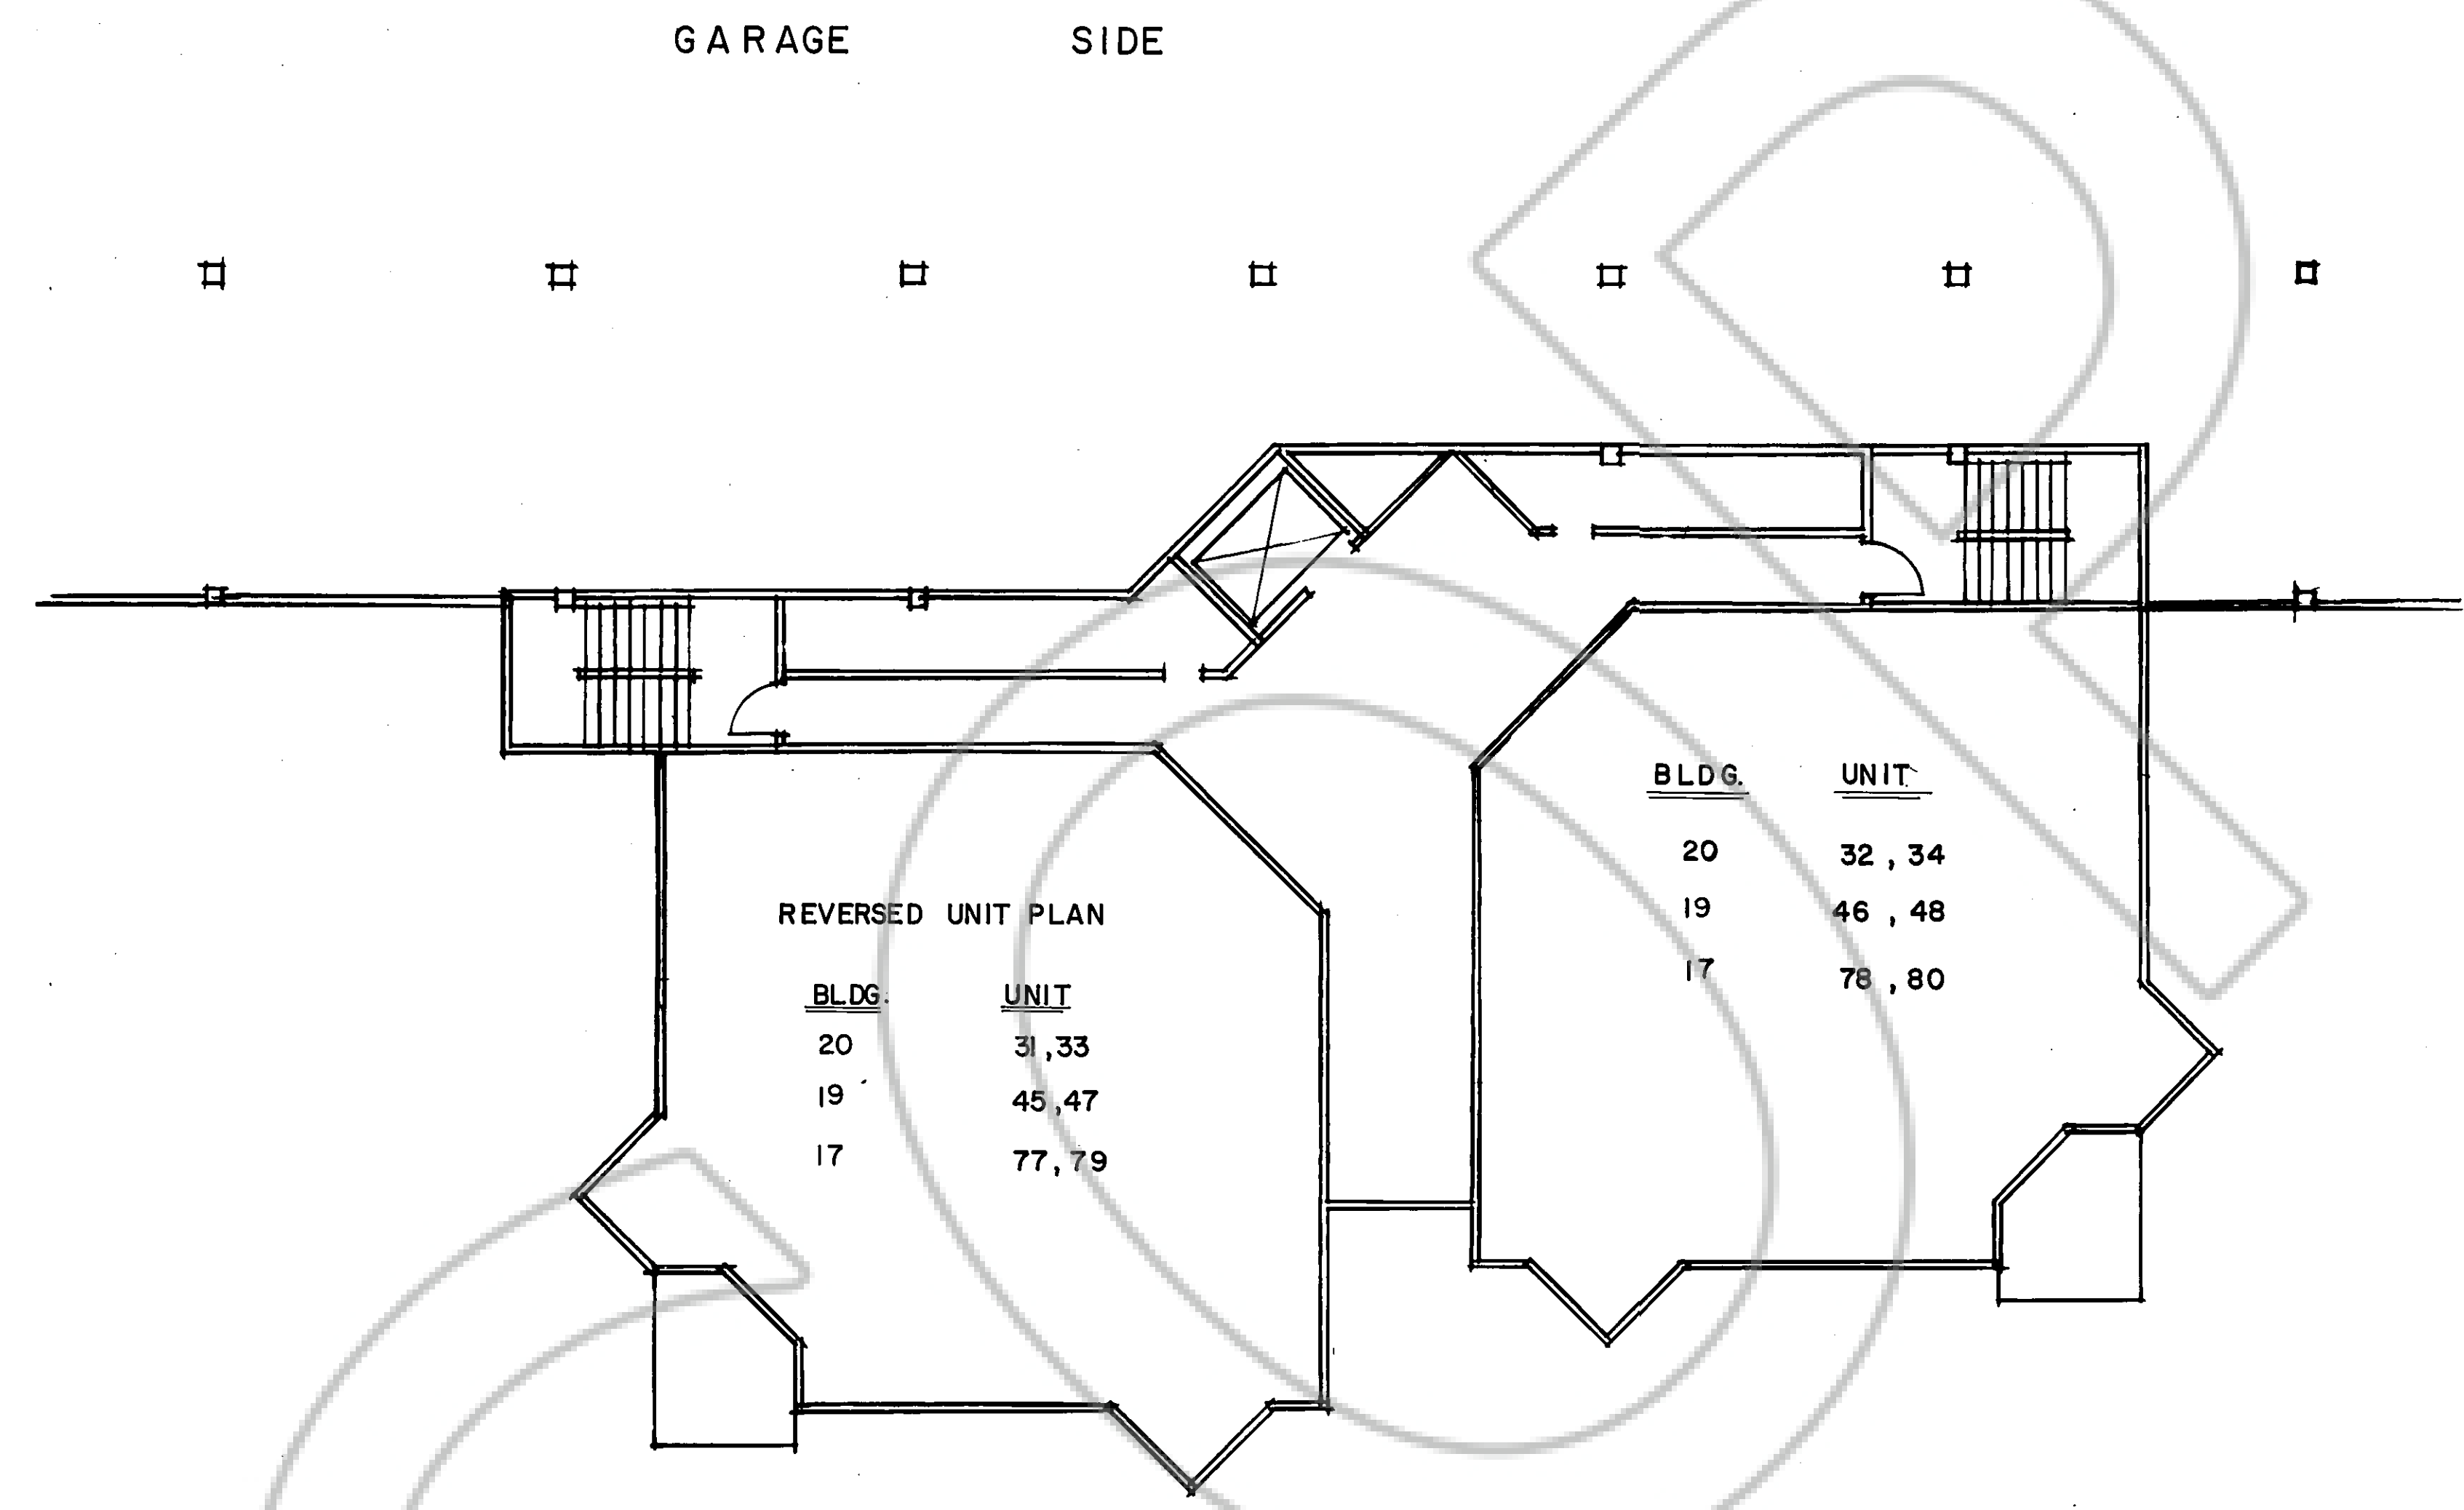 GARAGE SIDE
BLDG. UNIT
20 32, 34
19 46, 48
17 78, 80
REVERSED UNIT PLAN
BLDG. UNIT
20 31,33
19 45,47
17 77,79